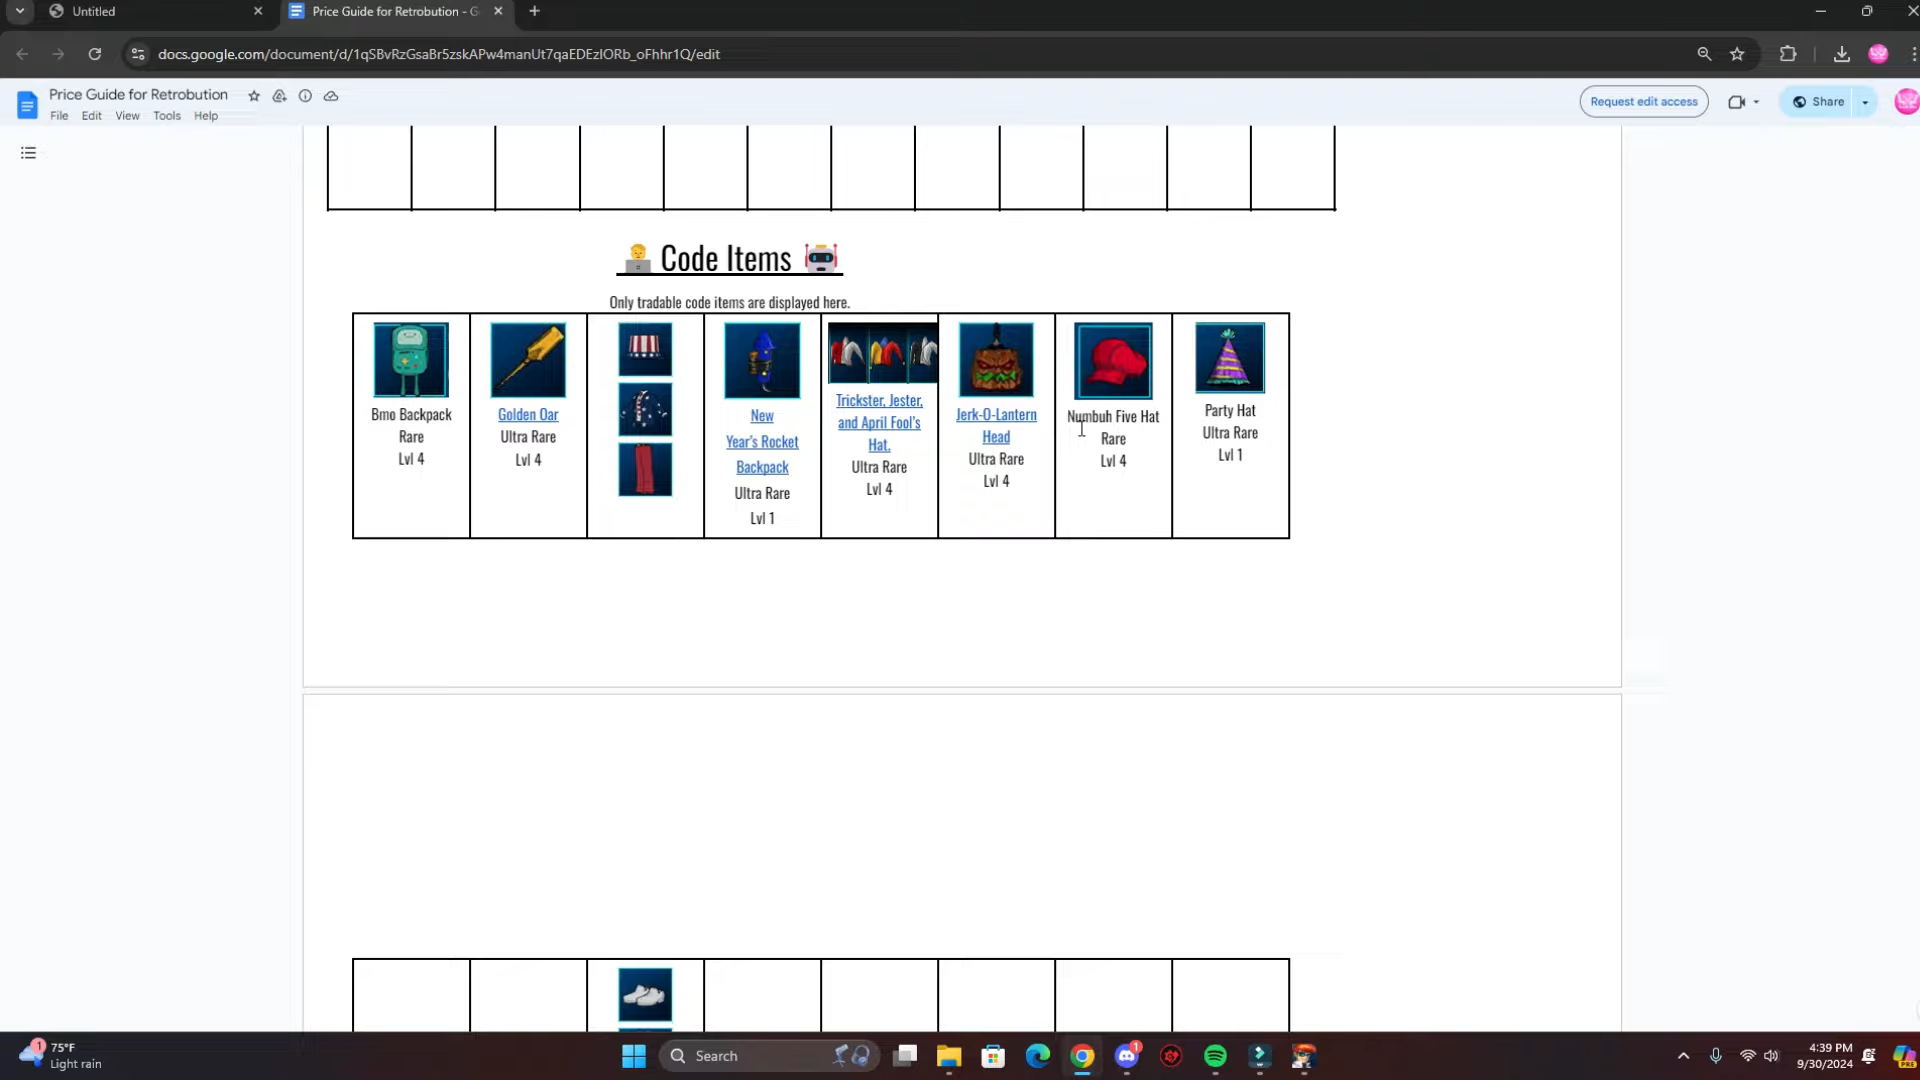 Untitled
Price Guide for Retrobution - G
docs.google.com/document/d/1qSBvRzGsaBr5zskAPw4manUt7qaEDEzIORb_oFhhr1Q/edit
Price Guide for Retrobution
File Edit View Tools Help
Request edit access
Share
Code Items
Only tradable code items are displayed here.
Bmo Backpack
Rare
Lvl 4
Golden Oar
Ultra Rare
Lvl 4
New
Year's Rocket
Backpack
Ultra Rare
Lvl 1
Trickster, Jester,
and April Fool's
Hat.
Ultra Rare
Lvl 4
Jerk-O-Lantern
Head
Ultra Rare
Lvl 4
Numbuh Five Hat
Rare
Lvl 4
Party Hat
Ultra Rare
Lvl 1
1
75°F
Light rain
Search
1
4:39 PM
9/30/2024
PRE